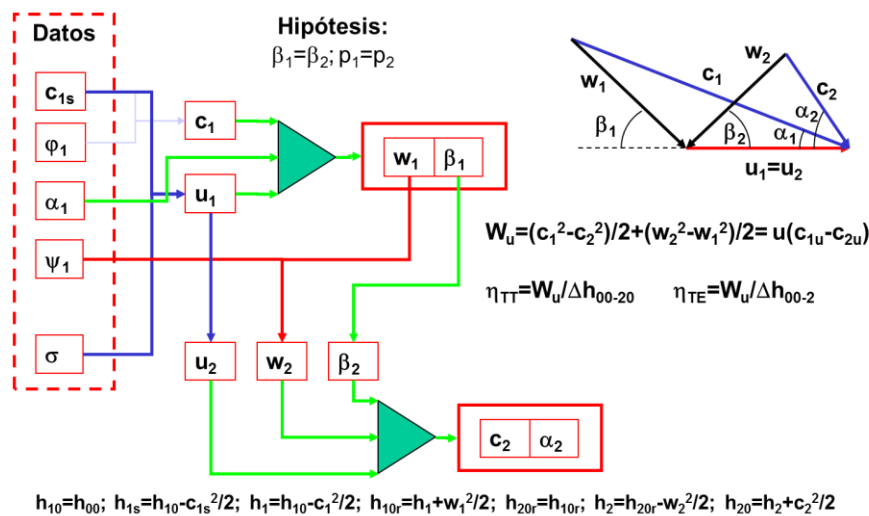 Datos
Hipótesis:
β₁=β₂; p₁=p₂
c₁ₛ
φ₁
α₁
ψ₁
σ
c₁
u₁
w₁ β₁
u₂
w₂
β₂
c₂ α₂
w₁
c₁
w₂
c₂
β₁
β₂
α₁
α₂
u₁=u₂
Wᵤ=(c₁²-c₂²)/2+(w₂²-w₁²)/2= u(c₁ᵤ-c₂ᵤ)
η_TT=Wᵤ/Δh₀₀₋₂₀ η_TE=Wᵤ/Δh₀₀₋₂
h₁₀=h₀₀; h₁ₛ=h₁₀-c₁ₛ²/2; h₁=h₁₀-c₁²/2; h₁₀ᵣ=h₁+w₁²/2; h₂₀ᵣ=h₁₀ᵣ; h₂=h₂₀ᵣ-w₂²/2; h₂₀=h₂+c₂²/2